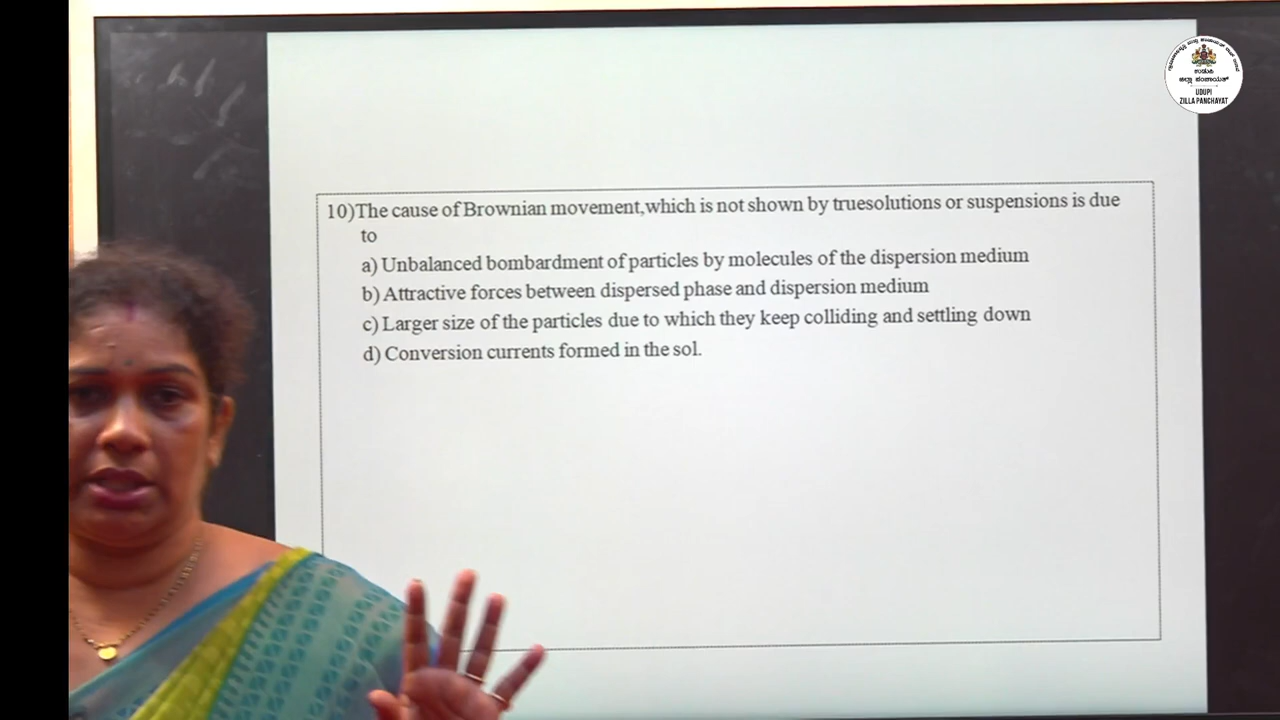 10)The cause of Brownian movement,which is not shown by truesolutions or suspensions is due
to
a) Unbalanced bombardment of particles by molecules of the dispersion medium
b) Attractive forces between dispersed phase and dispersion medium
c) Larger size of the particles due to which they keep colliding and settling down
d) Conversion currents formed in the sol.
ಉಡುಪಿ
ಜಿಲ್ಲಾ ಪಂಚಾಯತ್
UDUPI
ZILLA PANCHAYAT